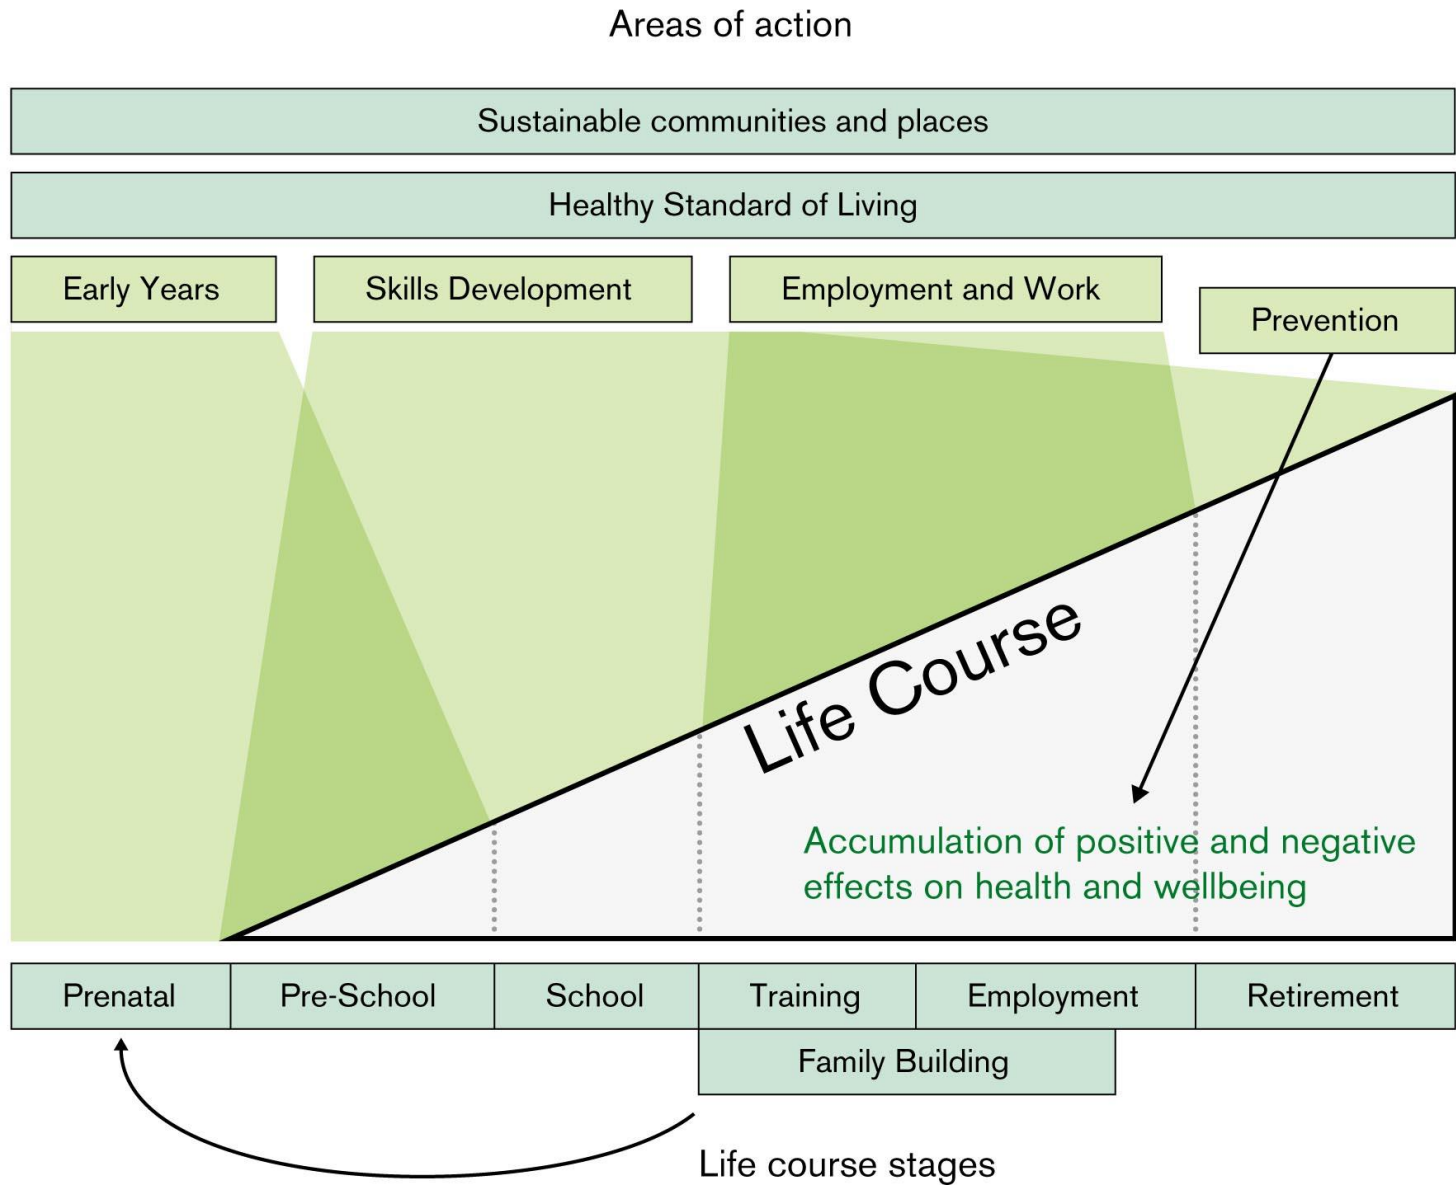 Areas of action
Sustainable communities and places
Healthy Standard of Living
Early Years
Skills Development
Employment and Work
Prevention
Life Course
Accumulation of positive and negative
effects on health and wellbeing
Prenatal
Pre-School
School
Training
Employment
Retirement
Family Building
Life course stages